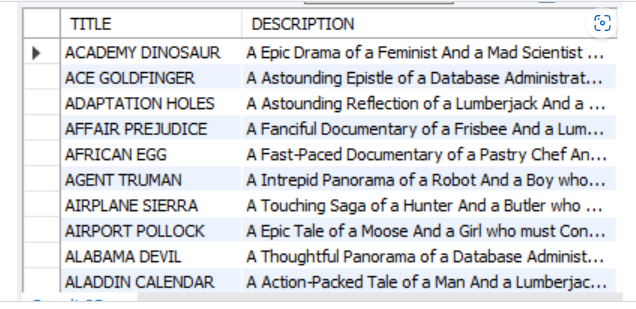 TITLE DESCRIPTION
ACADEMY DINOSAUR A Epic Drama of a Feminist And a Mad Scientist ...
ACE GOLDFINGER A Astounding Epistle of a Database Administrat...
ADAPTATION HOLES A Astounding Reflection of a Lumberjack And a ...
AFFAIR PREJUDICE A Fanciful Documentary of a Frisbee And a Lum...
AFRICAN EGG A Fast-Paced Documentary of a Pastry Chef An...
AGENT TRUMAN A Intrepid Panorama of a Robot And a Boy who...
AIRPLANE SIERRA A Touching Saga of a Hunter And a Butler who ...
AIRPORT POLLOCK A Epic Tale of a Moose And a Girl who must Con...
ALABAMA DEVIL A Thoughtful Panorama of a Database Administ...
ALADDIN CALENDAR A Action-Packed Tale of a Man And a Lumberjac...